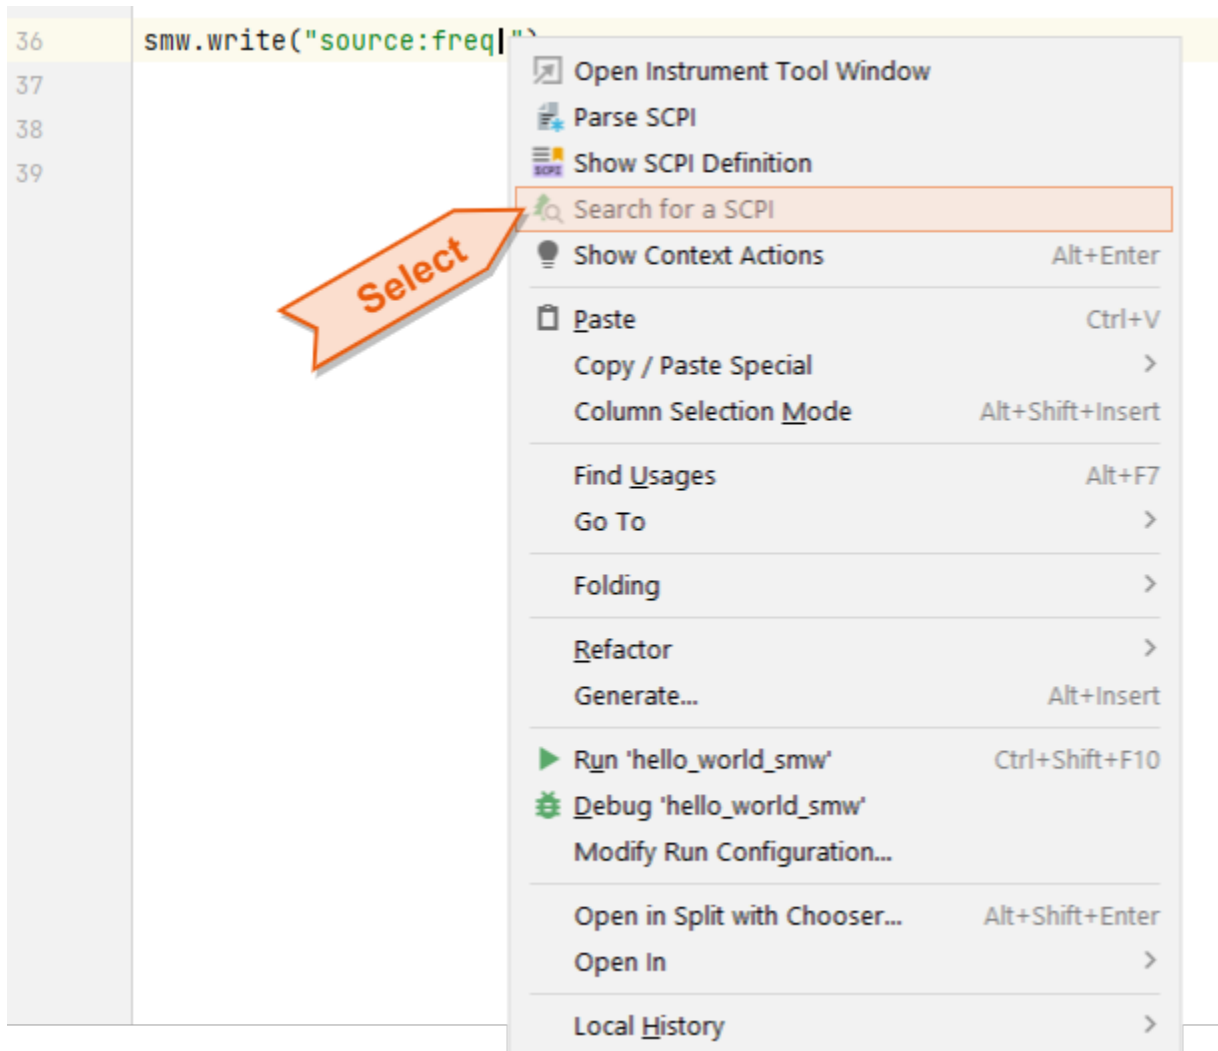 36 smw.write("source:freq ")
37
38
39
Open Instrument Tool Window
Parse SCPI
SCPI Show SCPI Definition
Search for a SCPI
Select
Show Context Actions Alt+Enter
Paste Ctrl+V
Copy / Paste Special
Column Selection Mode Alt+Shift+Insert
Find Usages Alt+F7
Go To
Folding
Refactor
Generate... Alt+Insert
Run 'hello_world_smw' Ctrl+Shift+F10
Debug 'hello_world_smw'
Modify Run Configuration...
Open in Split with Chooser... Alt+Shift+Enter
Open In
Local History